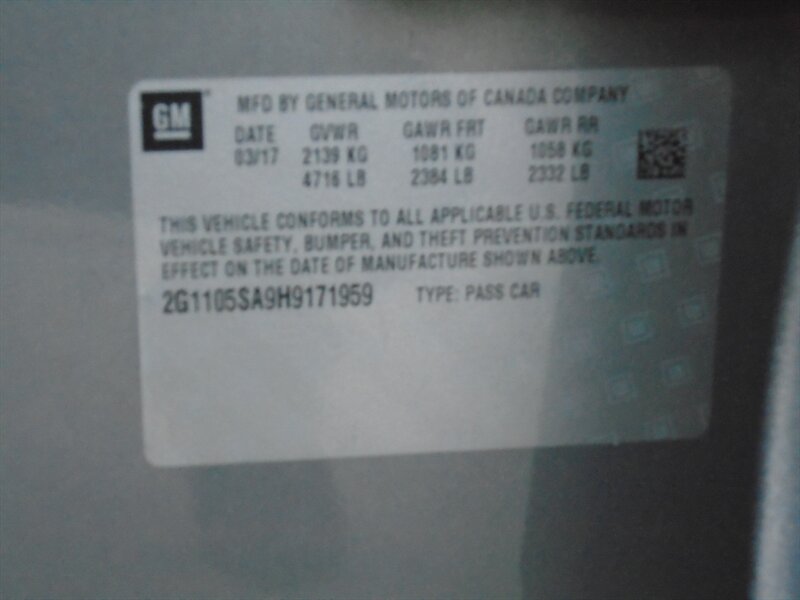 GM
MFD BY GENERAL MOTORS OF CANADA COMPANY
DATE GVWR GAWR FRT GAWR RR
03/17 2139 KG 1081 KG 1058 KG
4716 LB 2384 LB 2332 LB
THIS VEHICLE CONFORMS TO ALL APPLICABLE U.S. FEDERAL MOTOR
VEHICLE SAFETY, BUMPER, AND THEFT PREVENTION STANDARDS IN
EFFECT ON THE DATE OF MANUFACTURE SHOWN ABOVE.
2G1105SA9H9171959 TYPE: PASS CAR